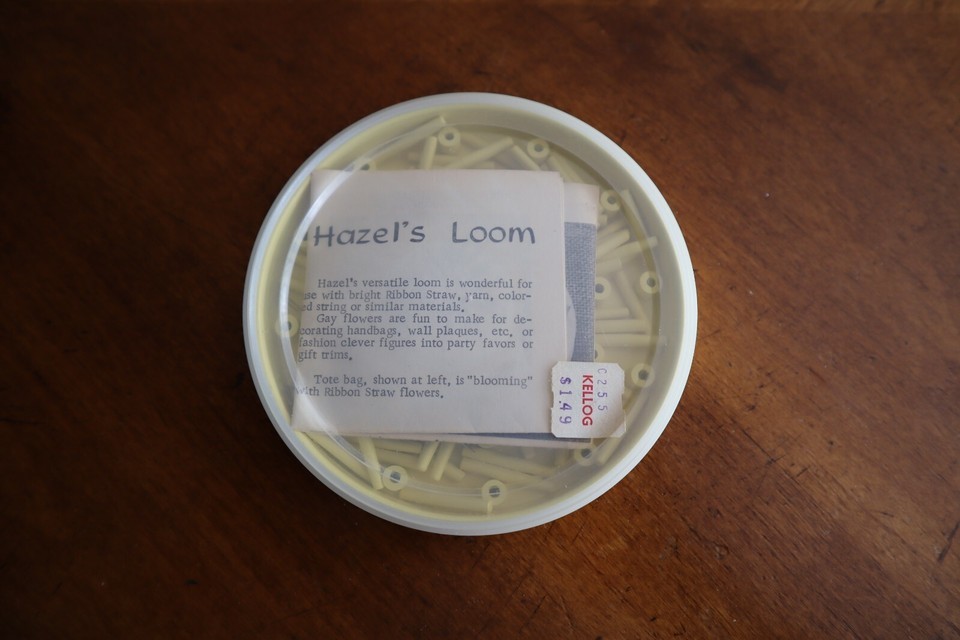 Hazel's Loom
Hazel's versatile loom is wonderful for
use with bright Ribbon Straw, yarn, color-
ed string or similar materials.
Gay flowers are fun to make for de-
corating handbags, wall plaques, etc. or
fashion clever figures into party favors or
gift trims.
Tote bag, shown at left, is "blooming"
with Ribbon Straw flowers.
C255
KELLOG
$1.49